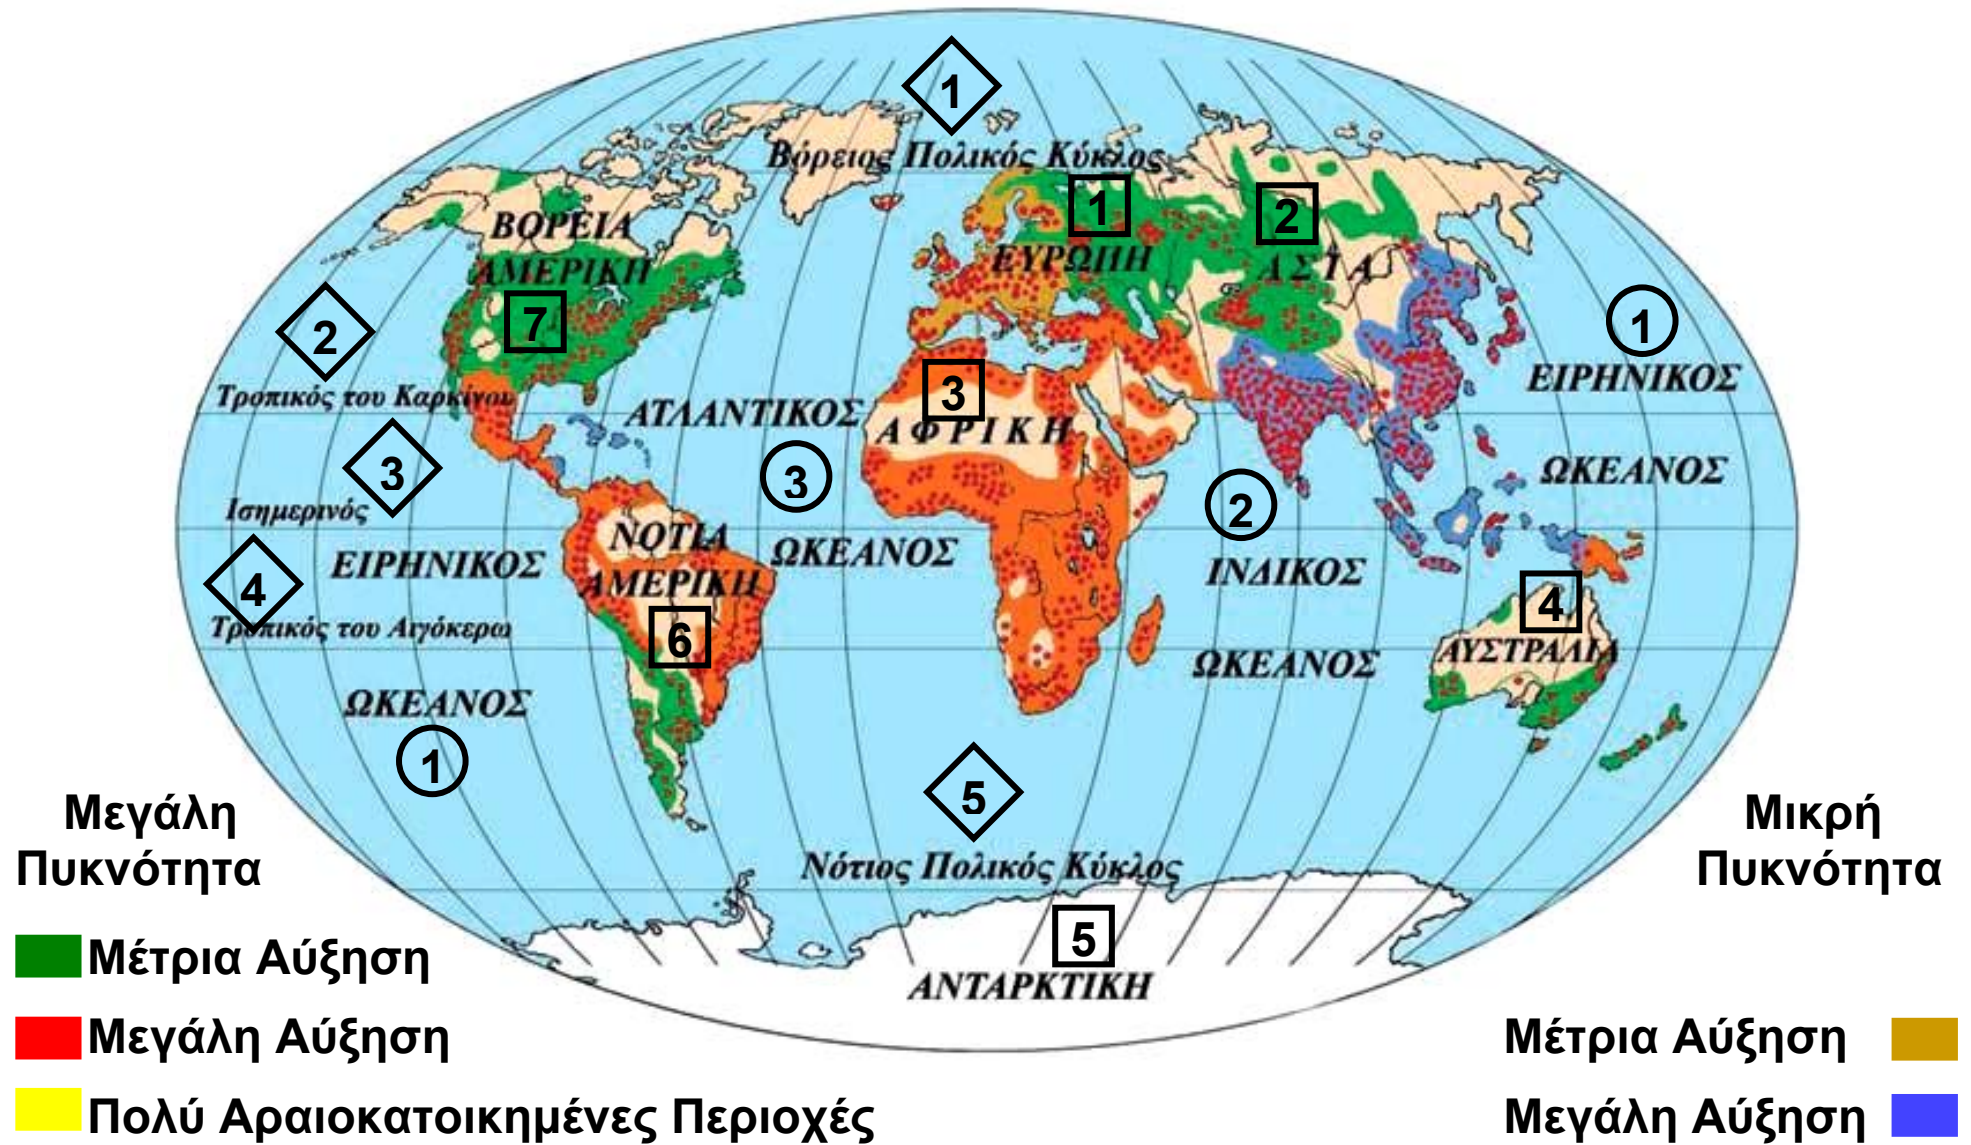 1
Βόρειος Πολικός Κύκλος
1
2
ΒΟΡΕΙΑ
ΑΜΕΡΙΚΗ
ΕΥΡΩΠΗ
ΑΣΙΑ
7
2
1
3
ΕΙΡΗΝΙΚΟΣ
Τροπικός του Καρκίνου
ΑΤΛΑΝΤΙΚΟΣ
ΑΦΡΙΚΗ
3
3
2
ΩΚΕΑΝΟΣ
Ισημερινός
ΝΟΤΙΑ
ΕΙΡΗΝΙΚΟΣ
ΩΚΕΑΝΟΣ
ΙΝΔΙΚΟΣ
ΑΜΕΡΙΚΗ
4
4
Τροπικός του Αιγόκερω
6
ΑΥΣΤΡΑΛΙΑ
ΩΚΕΑΝΟΣ
ΩΚΕΑΝΟΣ
1
5
Μεγάλη
Πυκνότητα
Μικρή
Πυκνότητα
Νότιος Πολικός Κύκλος
5
ΑΝΤΑΡΚΤΙΚΗ
Μέτρια Αύξηση
Μεγάλη Αύξηση
Πολύ Αραιοκατοικημένες Περιοχές
Μέτρια Αύξηση
Μεγάλη Αύξηση